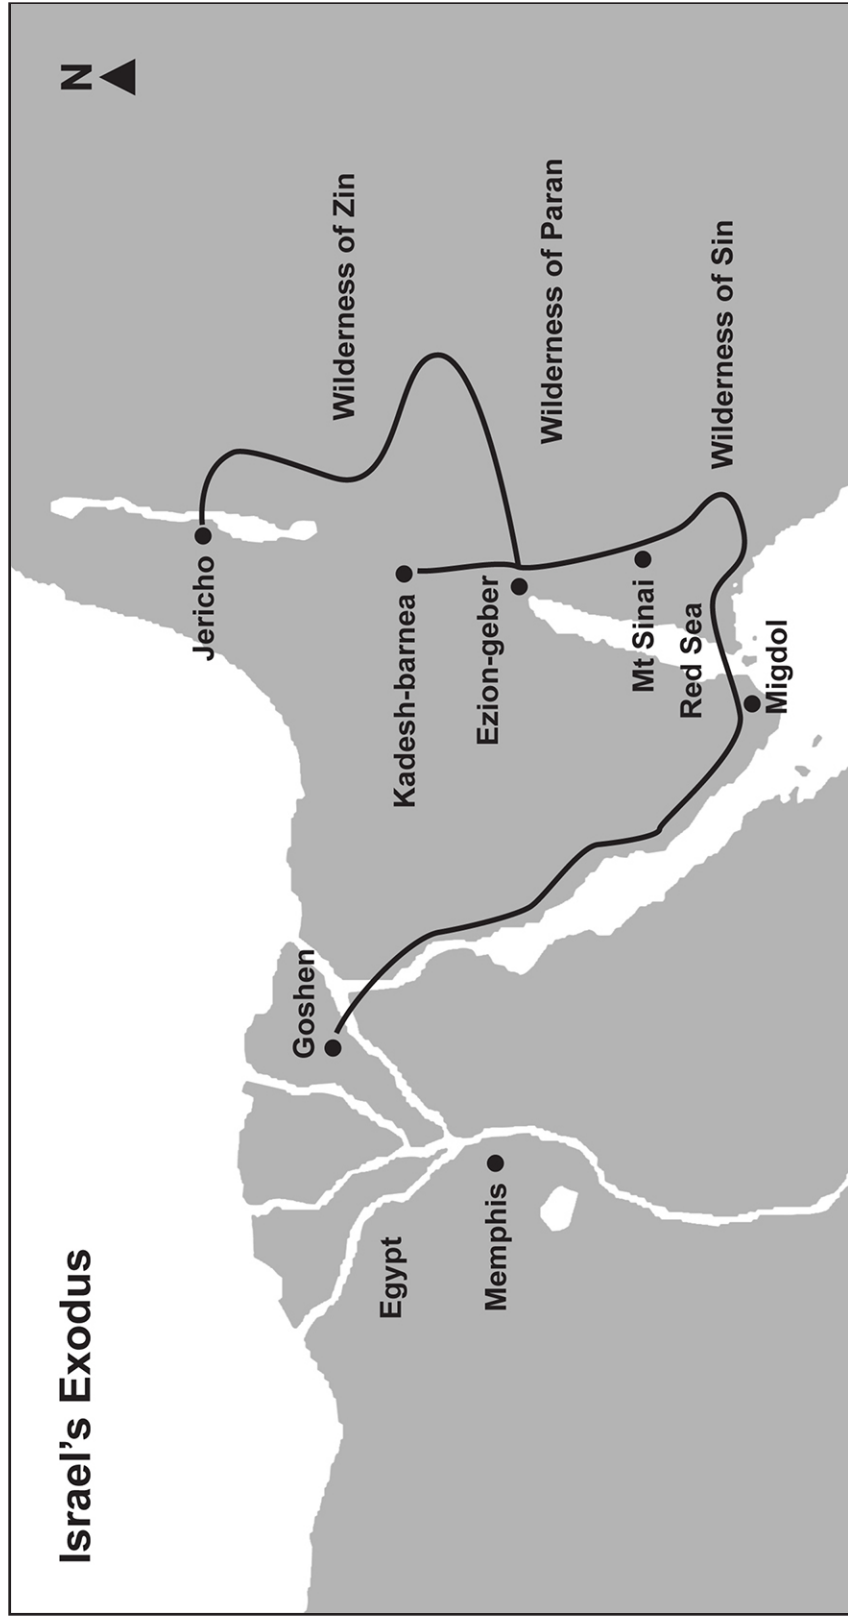 Israel's Exodus
N
Jericho
Wilderness of Zin
Goshen
Kadesh-barnea
Egypt
Ezion-geber
Wilderness of Paran
Memphis
Mt Sinai
Red Sea
Wilderness of Sin
Migdol